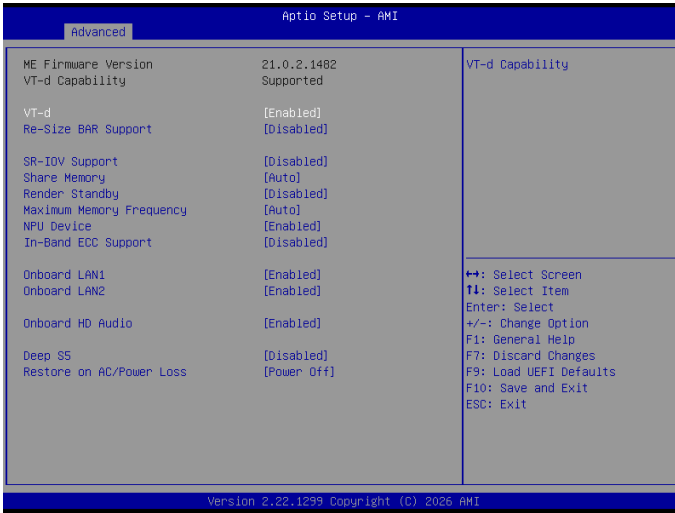 Aptio Setup - AMI
Advanced
ME Firmware Version 21.0.2.1482
VT-d Capability Supported
VT-d [Enabled]
Re-Size BAR Support [Disabled]
SR-IOV Support [Disabled]
Share Memory [Auto]
Render Standby [Disabled]
Maximum Memory Frequency [Auto]
NPU Device [Enabled]
In-Band ECC Support [Disabled]
Onboard LAN1 [Enabled]
Onboard LAN2 [Enabled]
Onboard HD Audio [Enabled]
Deep S5 [Disabled]
Restore on AC/Power Loss [Power Off]
VT-d Capability
↔: Select Screen
↑↓: Select Item
Enter: Select
+/-: Change Option
F1: General Help
F7: Discard Changes
F9: Load UEFI Defaults
F10: Save and Exit
ESC: Exit
Version 2.22.1299 Copyright (C) 2026 AMI